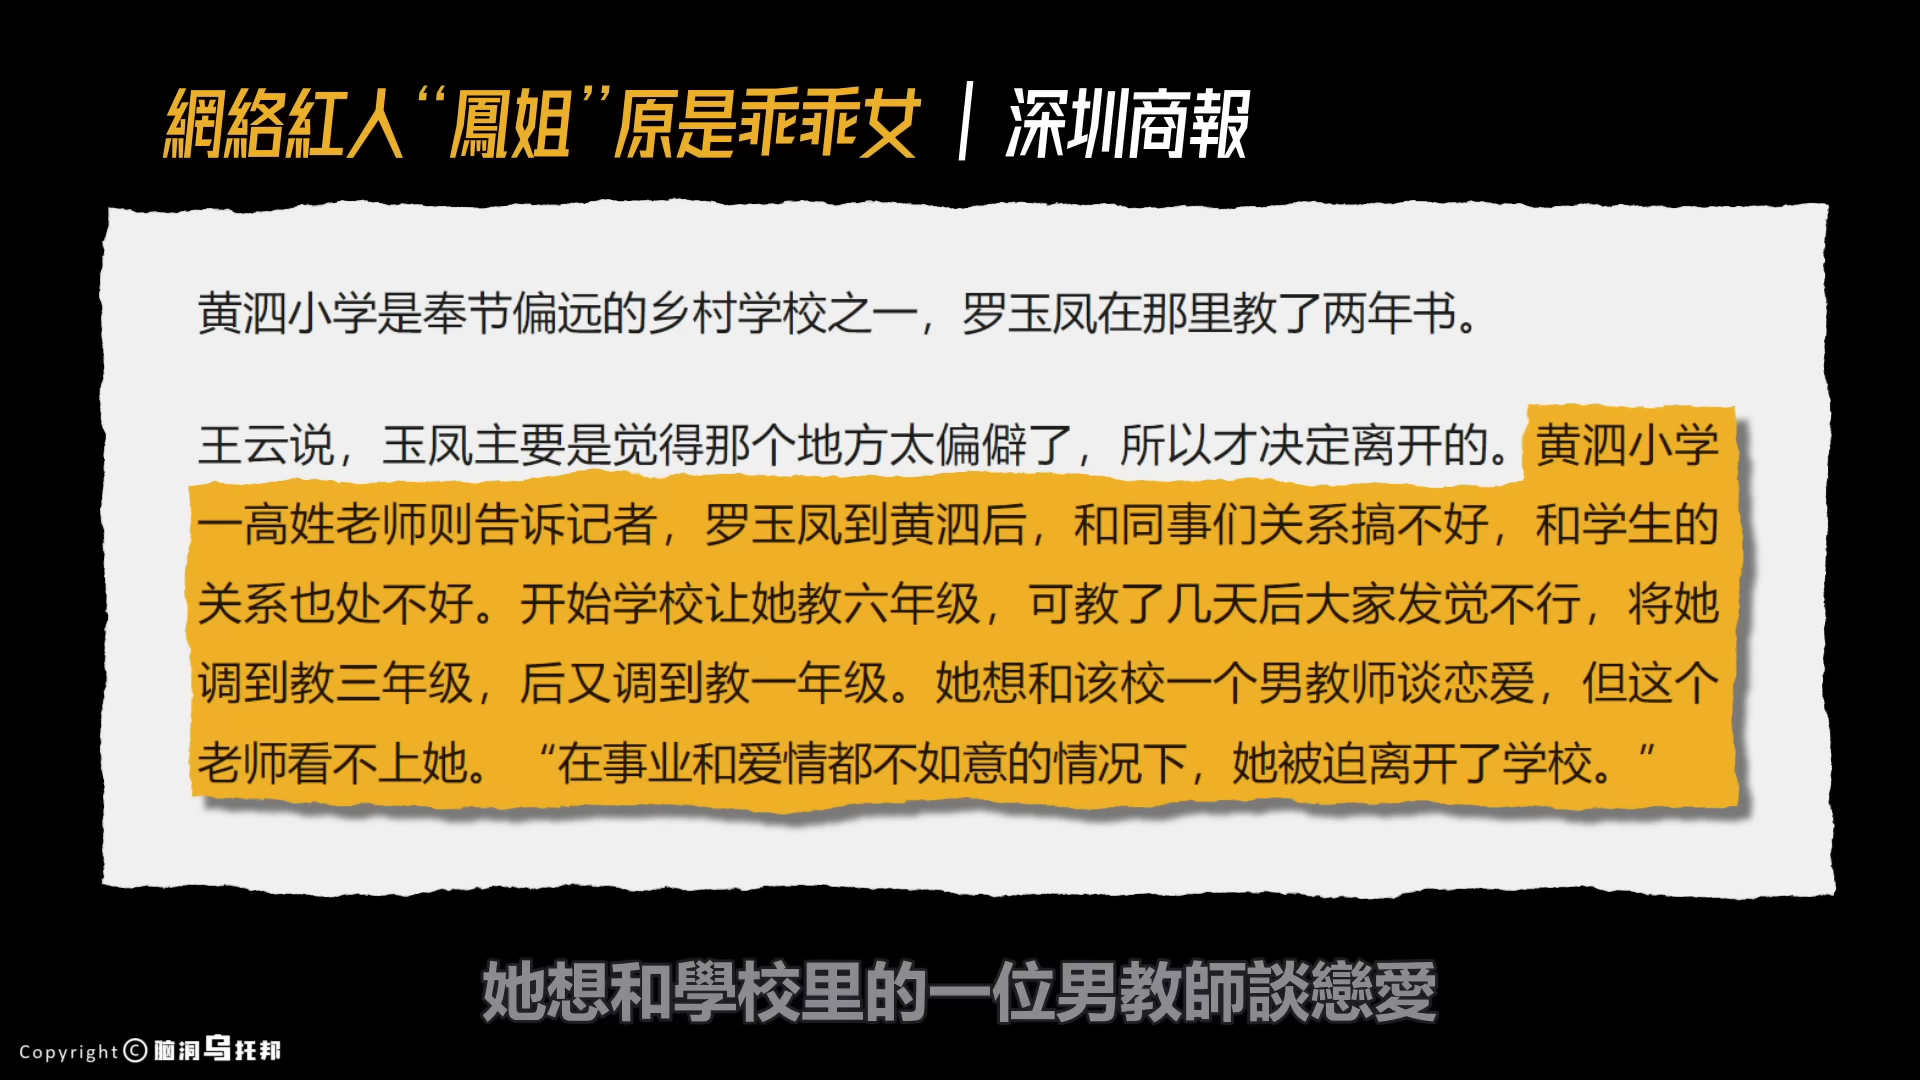 網絡紅人“鳳姐”原是乖乖女 | 深圳商報
黄泗小学是奉节偏远的乡村学校之一，罗玉凤在那里教了两年书。
王云说，玉凤主要是觉得那个地方太偏僻了，所以才决定离开的。黄泗小学
一高姓老师则告诉记者，罗玉凤到黄泗后，和同事们关系搞不好，和学生的
关系也处不好。开始学校让她教六年级，可教了几天后大家发觉不行，将她
调到教三年级，后又调到教一年级。她想和该校一个男教师谈恋爱，但这个
老师看不上她。 “在事业和爱情都不如意的情况下，她被迫离开了学校。”
她想和學校里的一位男教師談戀愛
Copyright © 脑洞乌托邦